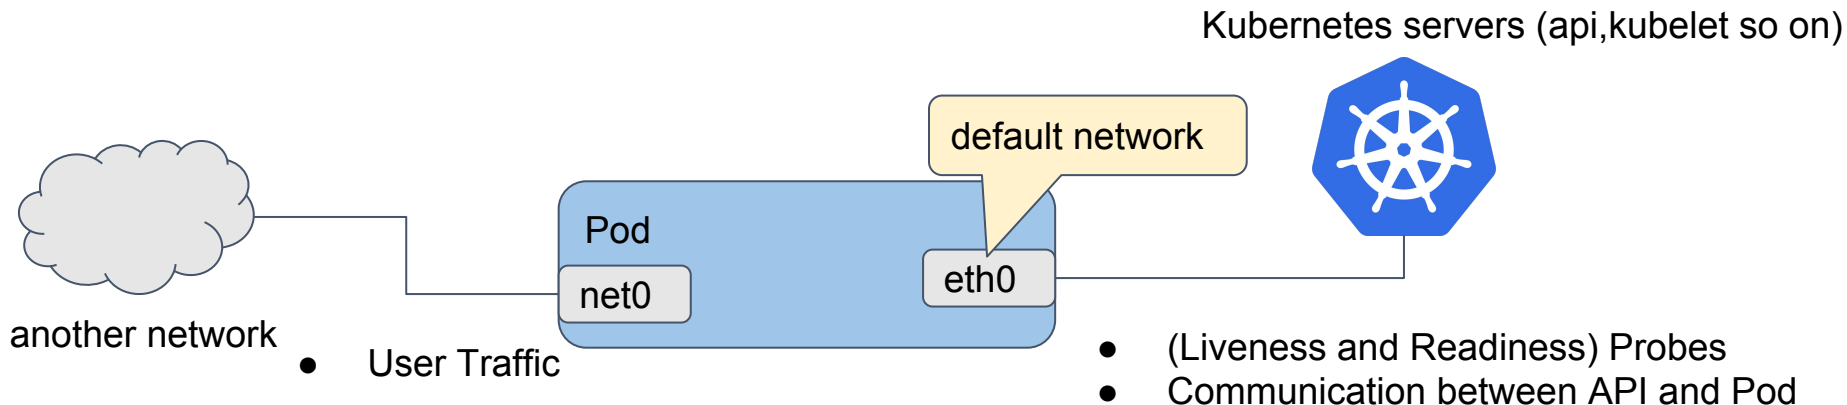 Kubernetes servers (api,kubelet so on)
default network
Pod
eth0
net0
another network
● User Traffic
● (Liveness and Readiness) Probes
● Communication between API and Pod